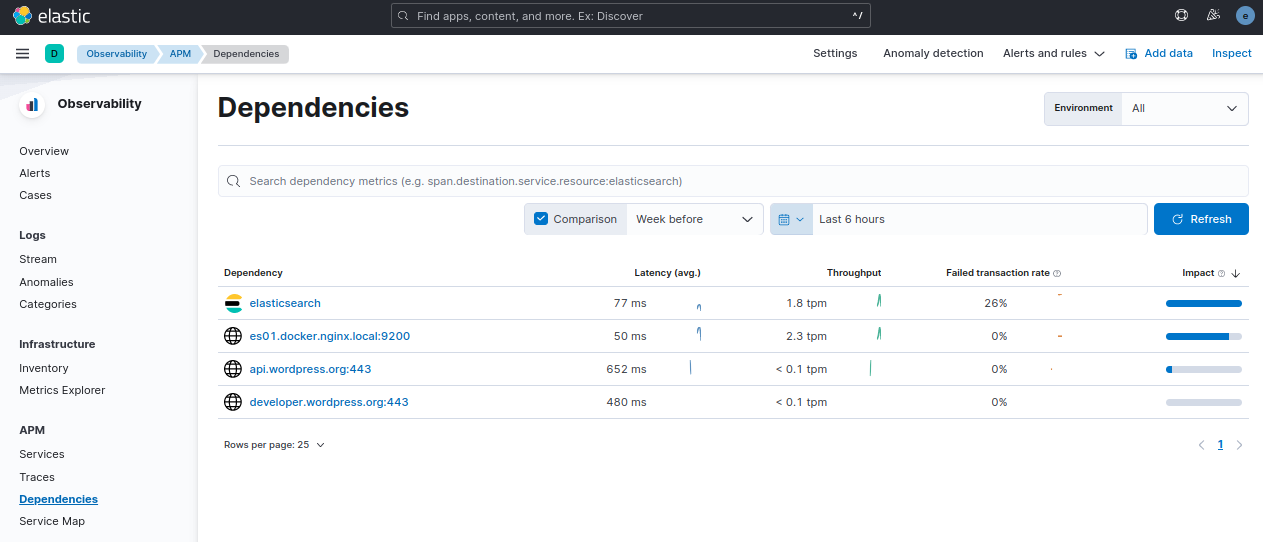 elastic
Find apps, content, and more. Ex: Discover
^/
e
D
Observability
APM
Dependencies
Settings
Anomaly detection
Alerts and rules
Add data
Inspect
Observability
Overview
Alerts
Cases
Logs
Stream
Anomalies
Categories
Infrastructure
Inventory
Metrics Explorer
APM
Services
Traces
Dependencies
Service Map
Dependencies
Environment All
Search dependency metrics (e.g. span.destination.service.resource:elasticsearch)
Comparison Week before Last 6 hours Refresh
Dependency Latency (avg.) Throughput Failed transaction rate Impact
elasticsearch 77 ms 1.8 tpm 26%
es01.docker.nginx.local:9200 50 ms 2.3 tpm 0%
api.wordpress.org:443 652 ms < 0.1 tpm 0%
developer.wordpress.org:443 480 ms < 0.1 tpm 0%
Rows per page: 25 1